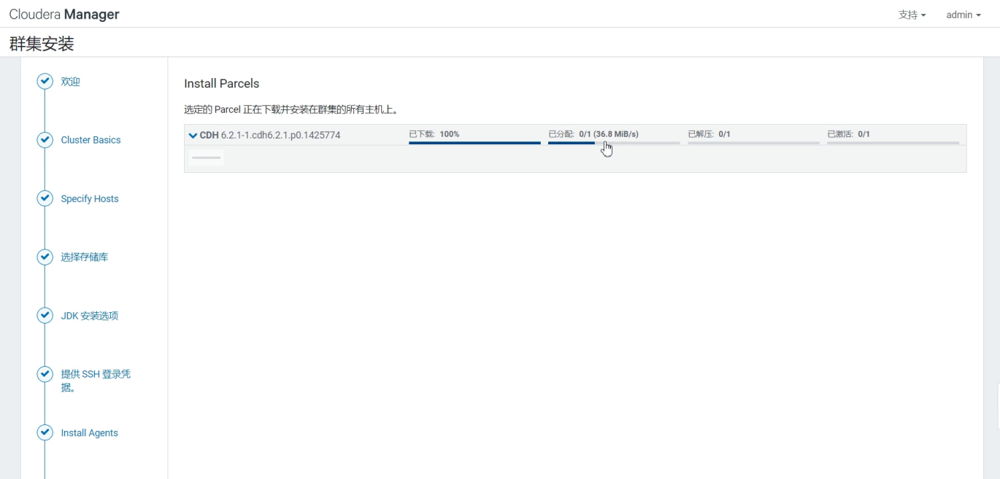 Cloudera Manager
支持
admin
群集安装
欢迎
Cluster Basics
Specify Hosts
选择存储库
JDK 安装选项
提供 SSH 登录凭
据。
Install Agents
Install Parcels
选定的 Parcel 正在下载并安装在群集的所有主机上。
CDH 6.2.1-1.cdh6.2.1.p0.1425774
已下载: 100%
已分配: 0/1 (36.8 MiB/s)
已解压: 0/1
已激活: 0/1